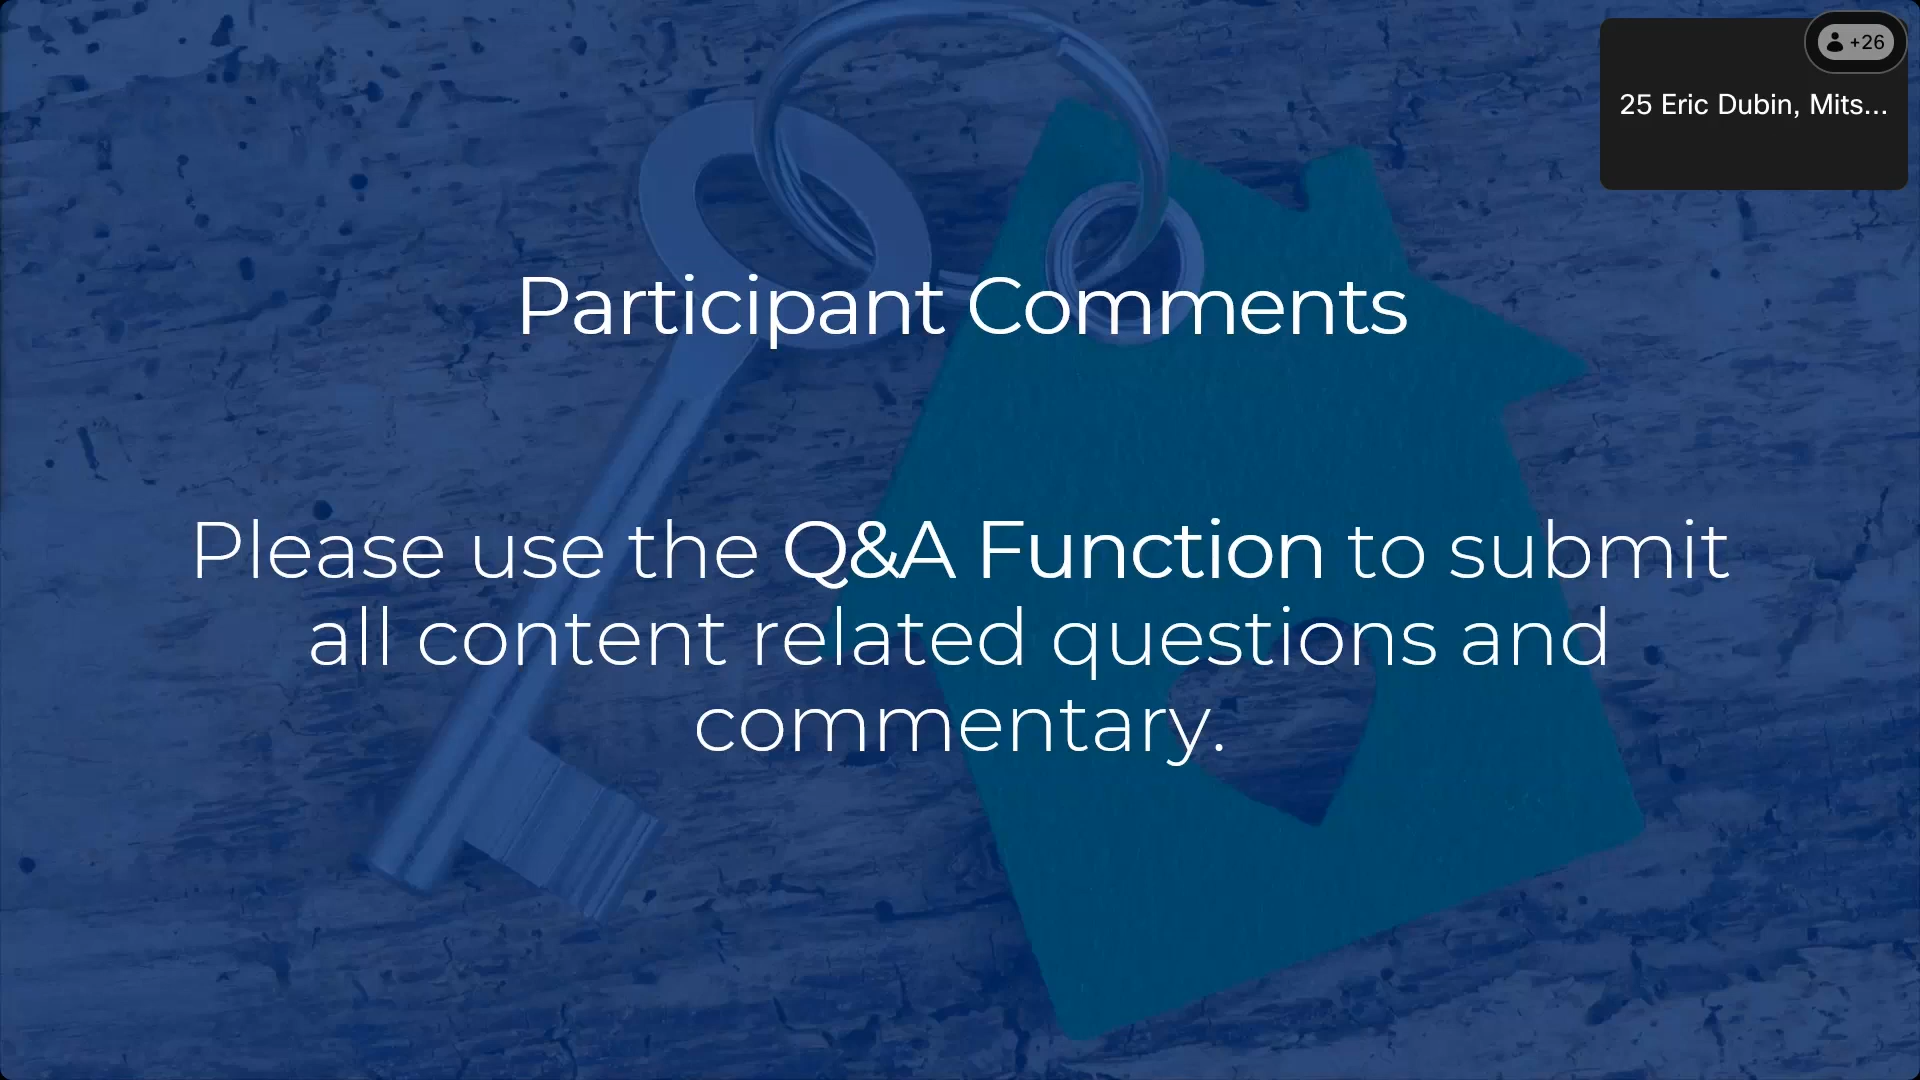 +26
25 Eric Dubin, Mits...
Participant Comments
Please use the Q&A Function to submit
all content related questions and
commentary.